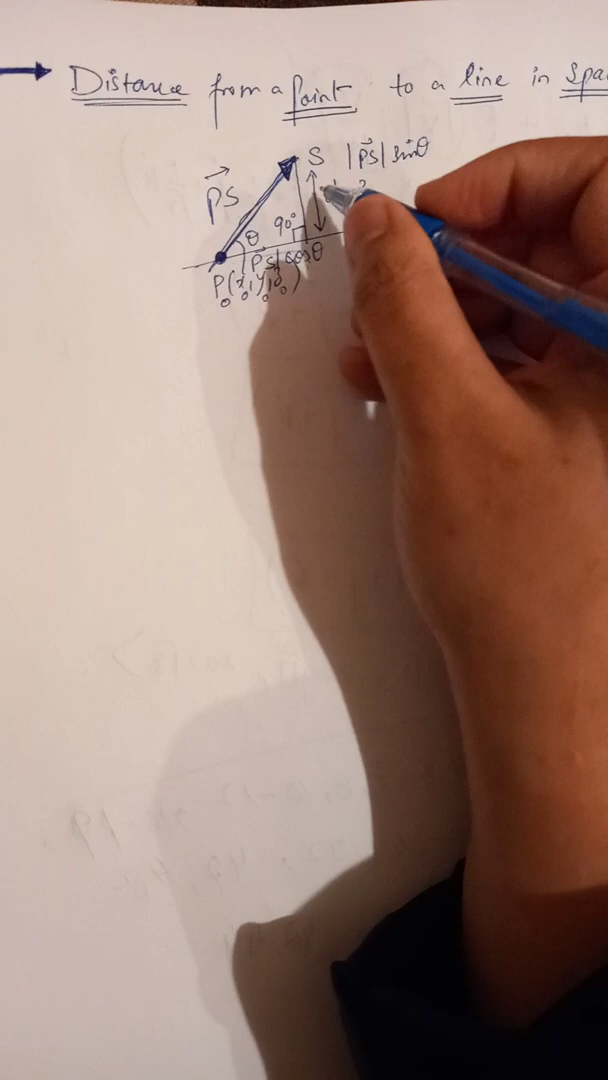 Distance from a Point to a line in Spa
S |PS| sinθ
PS
θ 90°
|PS| cosθ
P(x₀, y₀, z₀)